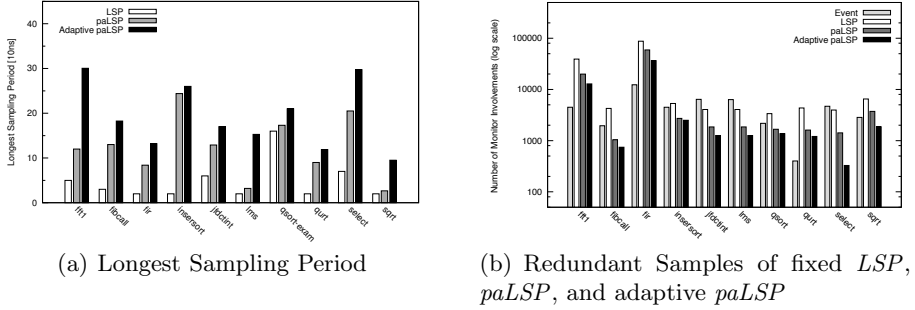 LSP
paLSP
Adaptive paLSP
Longest Sampling Period [10ns]
40
30
20
10
0
fft1
fibcall
fir
insersort
jfdctint
lms
qsort-exam
qurt
select
sqrt
(a) Longest Sampling Period
Event
LSP
paLSP
Adaptive paLSP
Number of Monitor Involvements (log scale)
100000
10000
1000
100
fft1
fibcall
fir
insersort
jfdctint
lms
qsort
qurt
select
sqrt
(b) Redundant Samples of fixed LSP,
paLSP, and adaptive paLSP